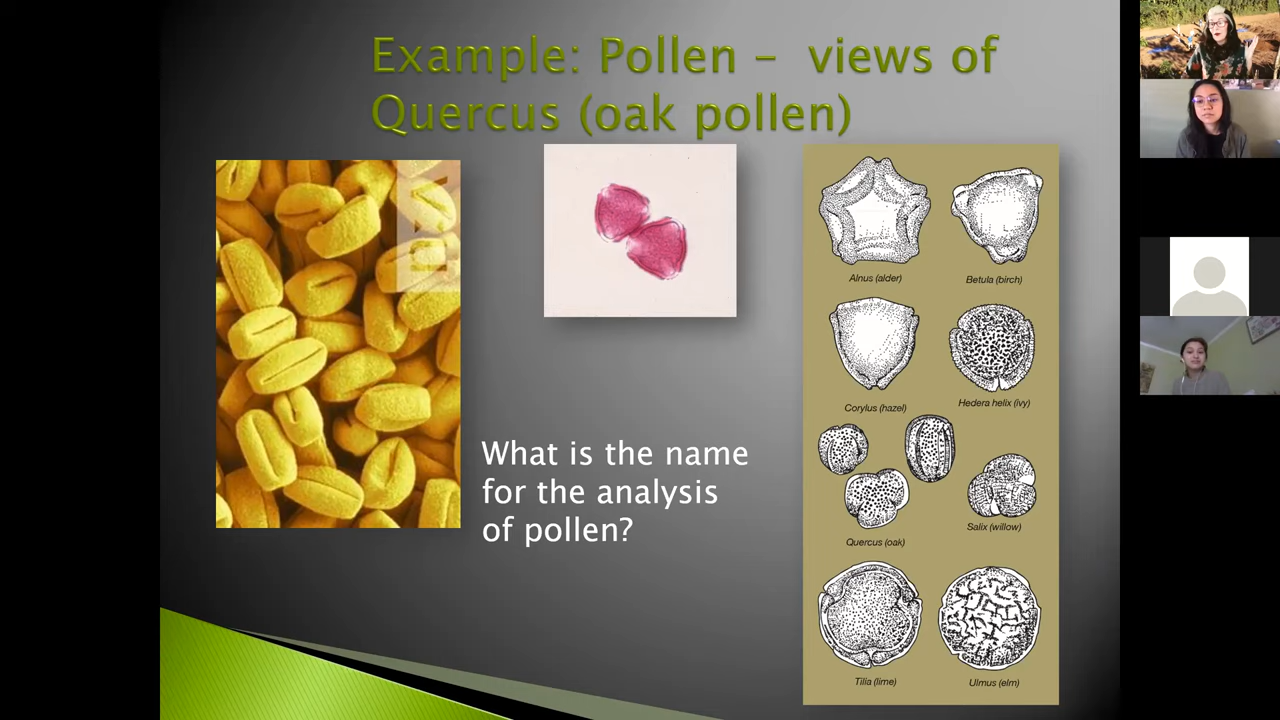 Example: Pollen – views of
Quercus (oak pollen)
What is the name
for the analysis
of pollen?
Alnus (alder)
Betula (birch)
Corylus (hazel)
Hedera helix (ivy)
Quercus (oak)
Salix (willow)
Tilia (lime)
Ulmus (elm)